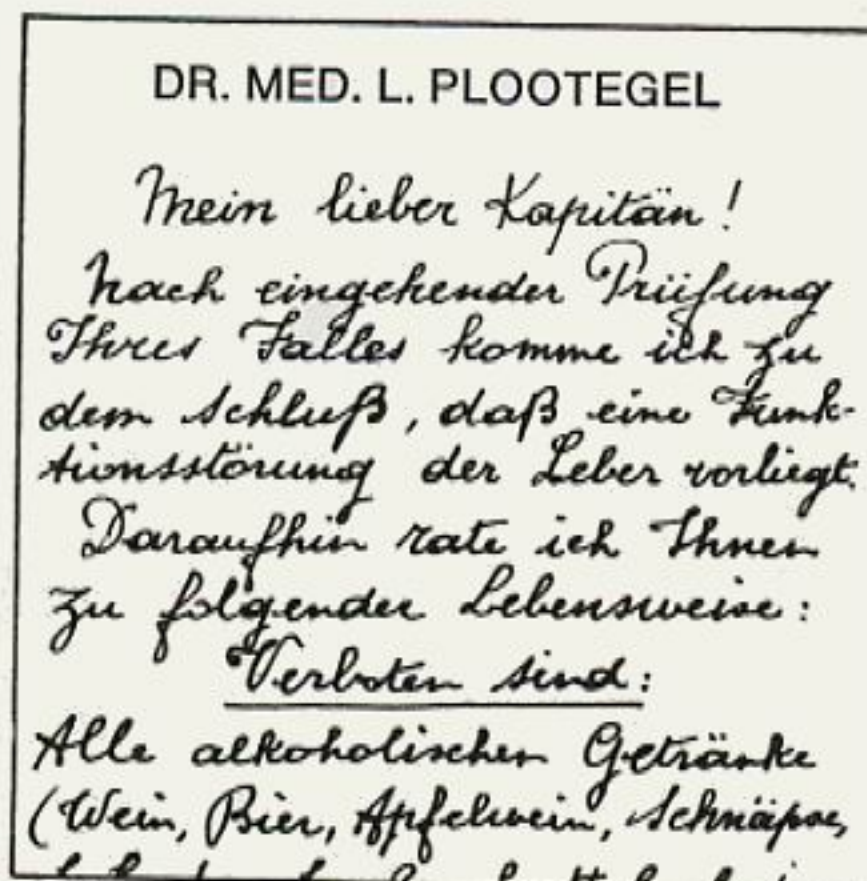 DR. MED. L. PLOOTEGEL
Mein lieber Kapitän!
Nach eingehender Prüfung
Ihres Falles komme ich zu
dem Schluß, daß eine Funk-
tionsstörung der Leber vorliegt.
Daraufhin rate ich Ihnen
zu folgender Lebensweise:
Verboten sind:
Alle alkoholischen Getränke
(Wein, Bier, Apfelwein, Schnäpse,